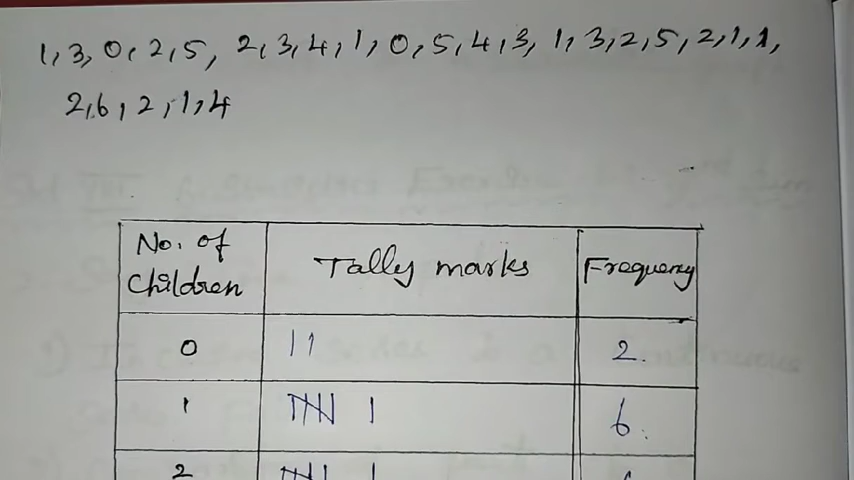 1, 3, 0, 2, 5, 2, 3, 4, 1, 0, 5, 4, 3, 1, 3, 2, 5, 2, 1, 1,
2, 6, 2, 1, 4
No. of Children Tally marks Frequency
0 || 2.
1 |||| | 6.
2 |||| |